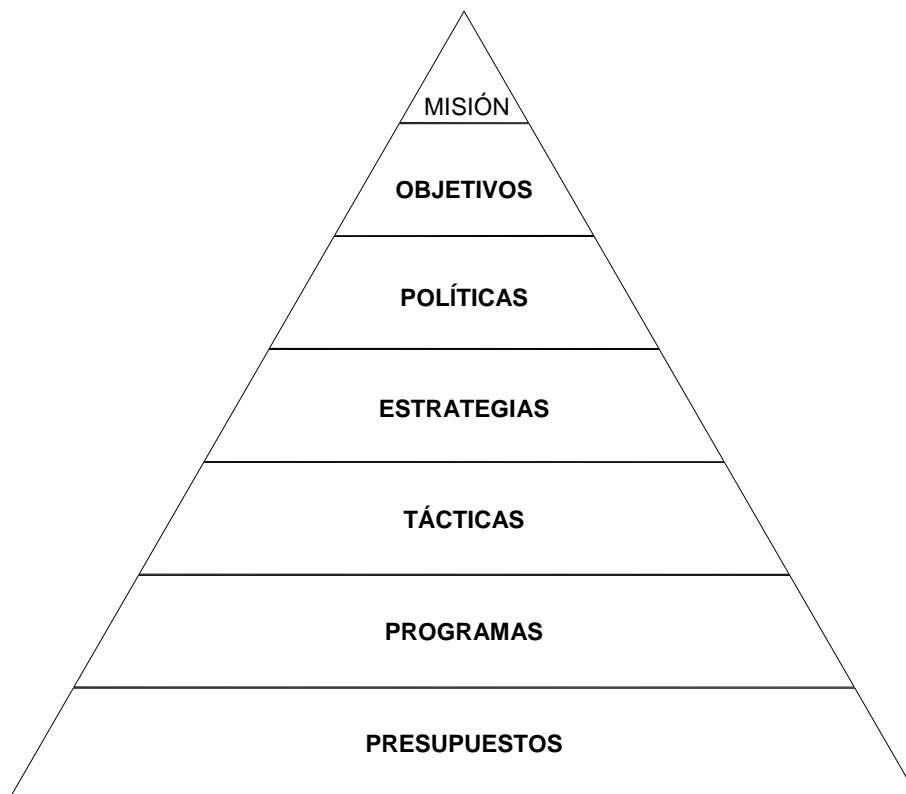 MISIÓN
OBJETIVOS
POLÍTICAS
ESTRATEGIAS
TÁCTICAS
PROGRAMAS
PRESUPUESTOS